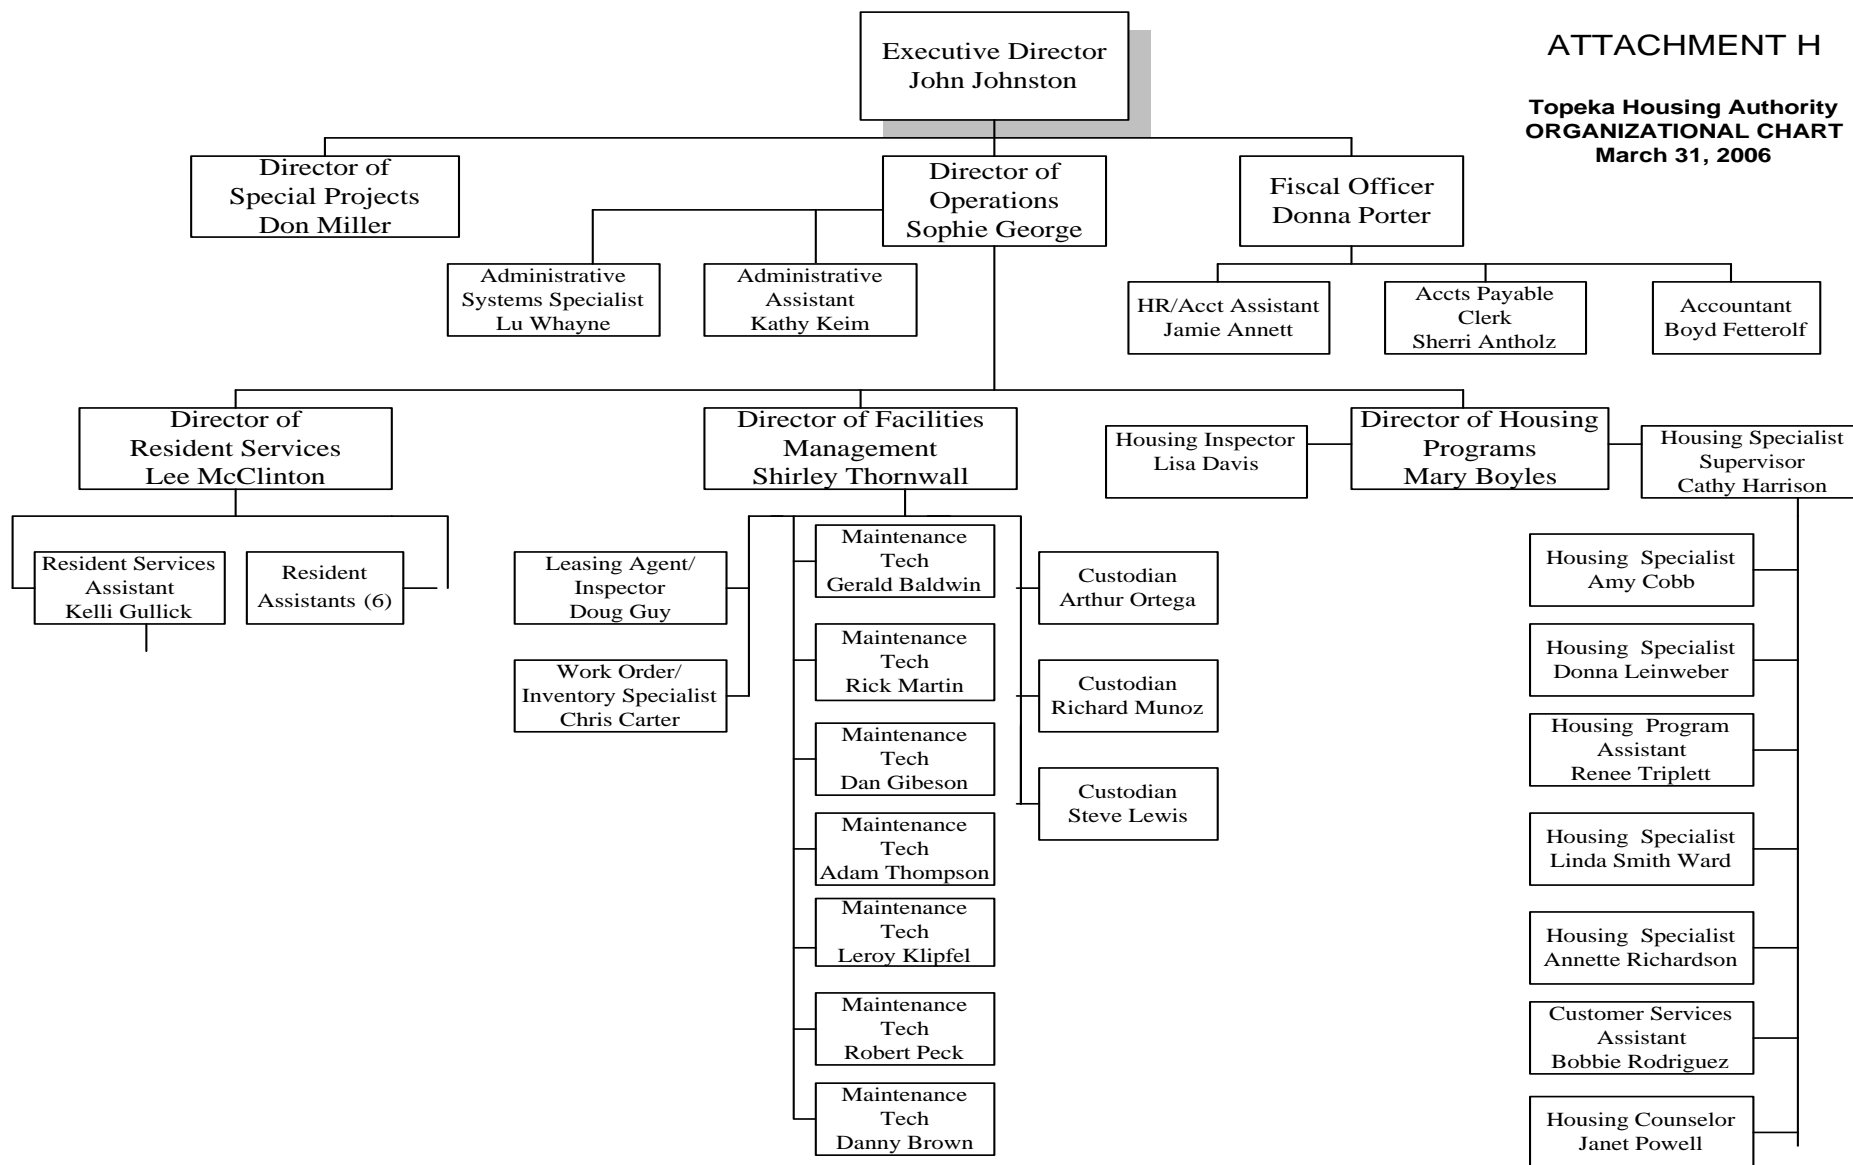 Executive Director
John Johnston
ATTACHMENT H
Topeka Housing Authority
ORGANIZATIONAL CHART
March 31, 2006
Director of
Special Projects
Don Miller
Director of
Operations
Sophie George
Fiscal Officer
Donna Porter
Administrative
Systems Specialist
Lu Whayne
Administrative
Assistant
Kathy Keim
HR/Acct Assistant
Jamie Annett
Accts Payable
Clerk
Sherri Antholz
Accountant
Boyd Fetterolf
Director of
Resident Services
Lee McClinton
Director of Facilities
Management
Shirley Thornwall
Housing Inspector
Lisa Davis
Director of Housing
Programs
Mary Boyles
Housing Specialist
Supervisor
Cathy Harrison
Resident Services
Assistant
Kelli Gullick
Resident
Assistants (6)
Leasing Agent/
Inspector
Doug Guy
Work Order/
Inventory Specialist
Chris Carter
Maintenance
Tech
Gerald Baldwin
Maintenance
Tech
Rick Martin
Maintenance
Tech
Dan Gibeson
Maintenance
Tech
Adam Thompson
Maintenance
Tech
Leroy Klipfel
Maintenance
Tech
Robert Peck
Maintenance
Tech
Danny Brown
Custodian
Arthur Ortega
Custodian
Richard Munoz
Custodian
Steve Lewis
Housing Specialist
Amy Cobb
Housing Specialist
Donna Leinweber
Housing Program
Assistant
Renee Triplett
Housing Specialist
Linda Smith Ward
Housing Specialist
Annette Richardson
Customer Services
Assistant
Bobbie Rodriguez
Housing Counselor
Janet Powell